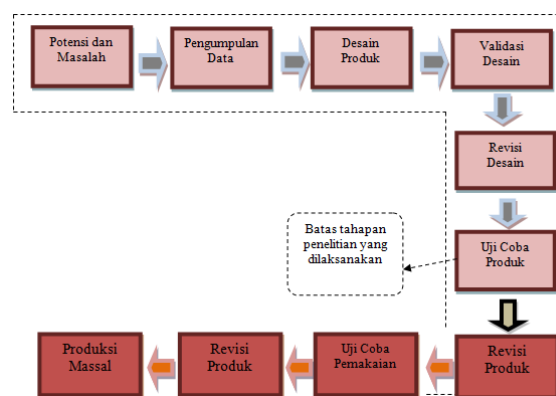 Potensi dan
Masalah
Pengumpulan
Data
Desain
Produk
Validasi
Desain
Revisi
Desain
Batas tahapan
penelitian yang
dilaksanakan
Uji Coba
Produk
Revisi
Produk
Uji Coba
Pemakaian
Revisi
Produk
Produksi
Massal